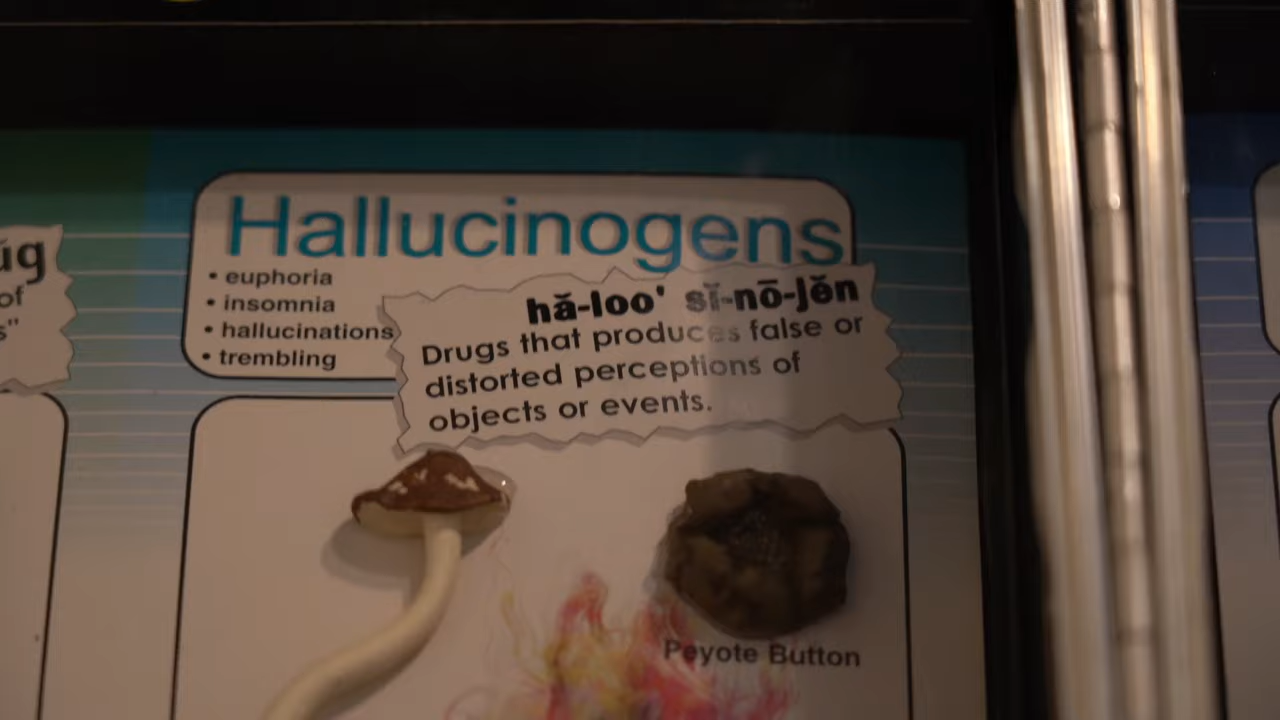 Hallucinogens
• euphoria
• insomnia
• hallucinations
• trembling
hă-loo' sĭ-nō-jĕn
Drugs that produces false or
distorted perceptions of
objects or events.
Peyote Button
of
s"